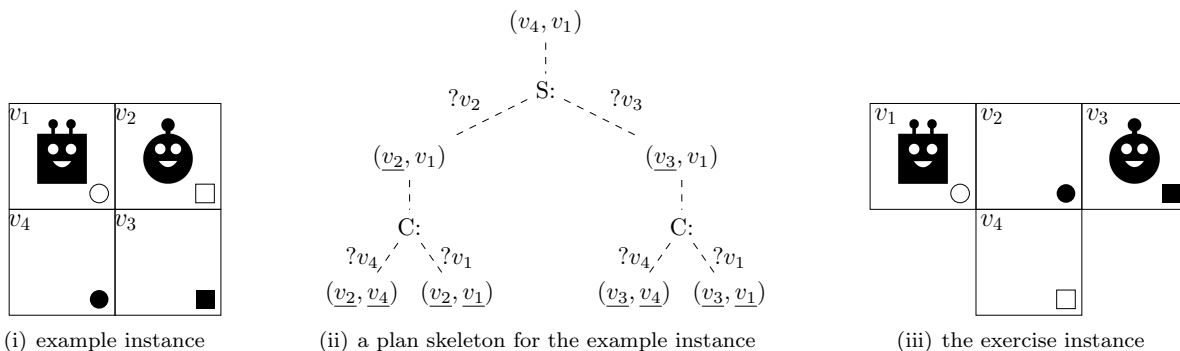 v₁ v₂
v₄ v₃
(i) example instance
(v₄, v₁)
S:
?v₂ ?v₃
(v₂, v₁) (v₃, v₁)
C: C:
?v₄ ?v₁ ?v₄ ?v₁
(v₂, v₄) (v₂, v₁) (v₃, v₄) (v₃, v₁)
(ii) a plan skeleton for the example instance
v₁ v₂ v₃
v₄
(iii) the exercise instance